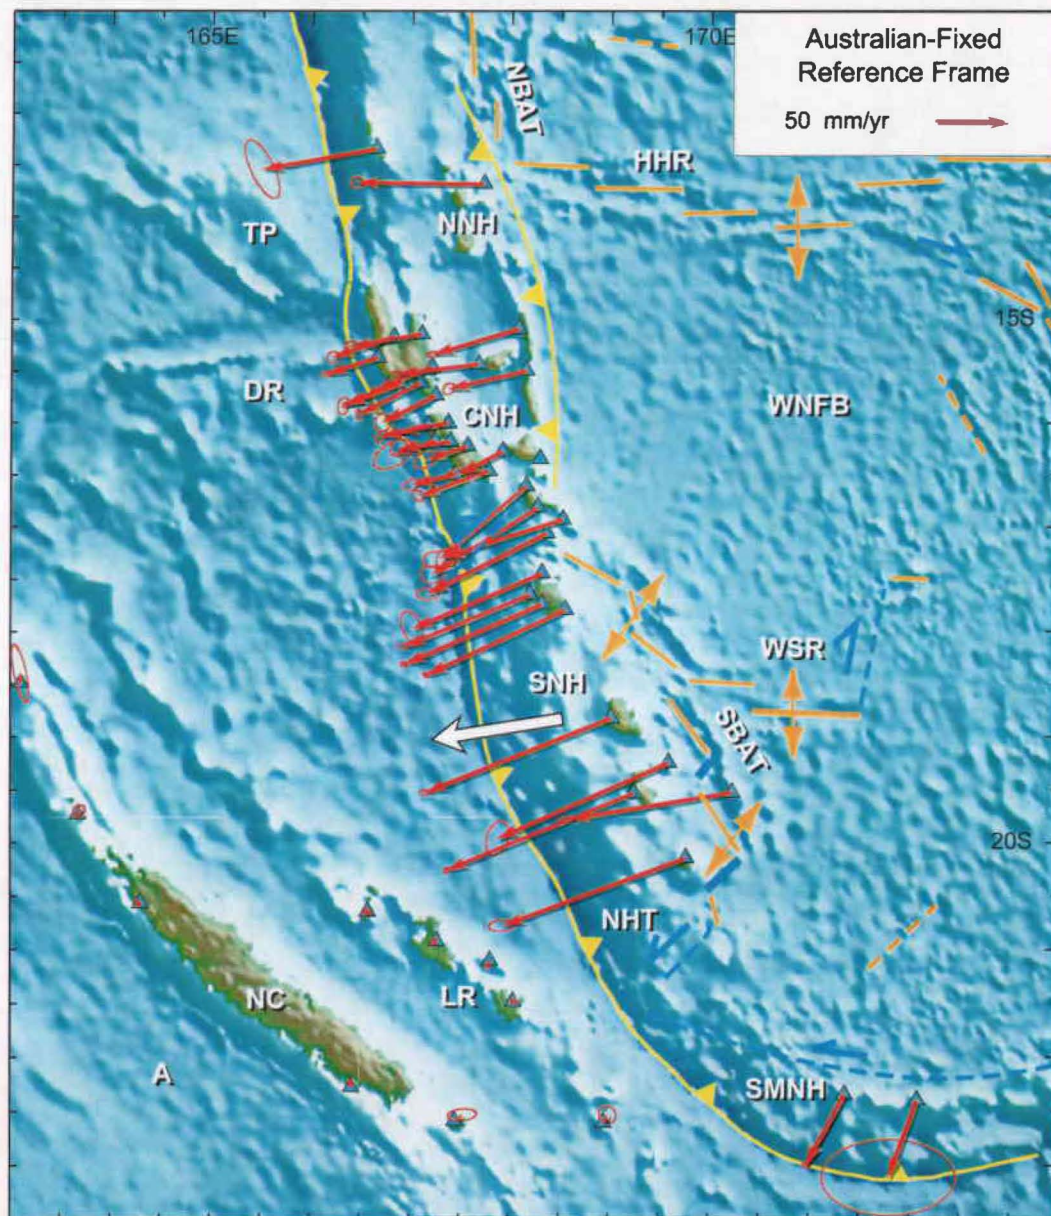 165E
170E
Australian-Fixed
Reference Frame
50 mm/yr
NBAT
HHR
TP
NNH
15S
DR
CNH
WNFB
WSR
SNH
SBAT
20S
NHT
NC
LR
A
SMNH